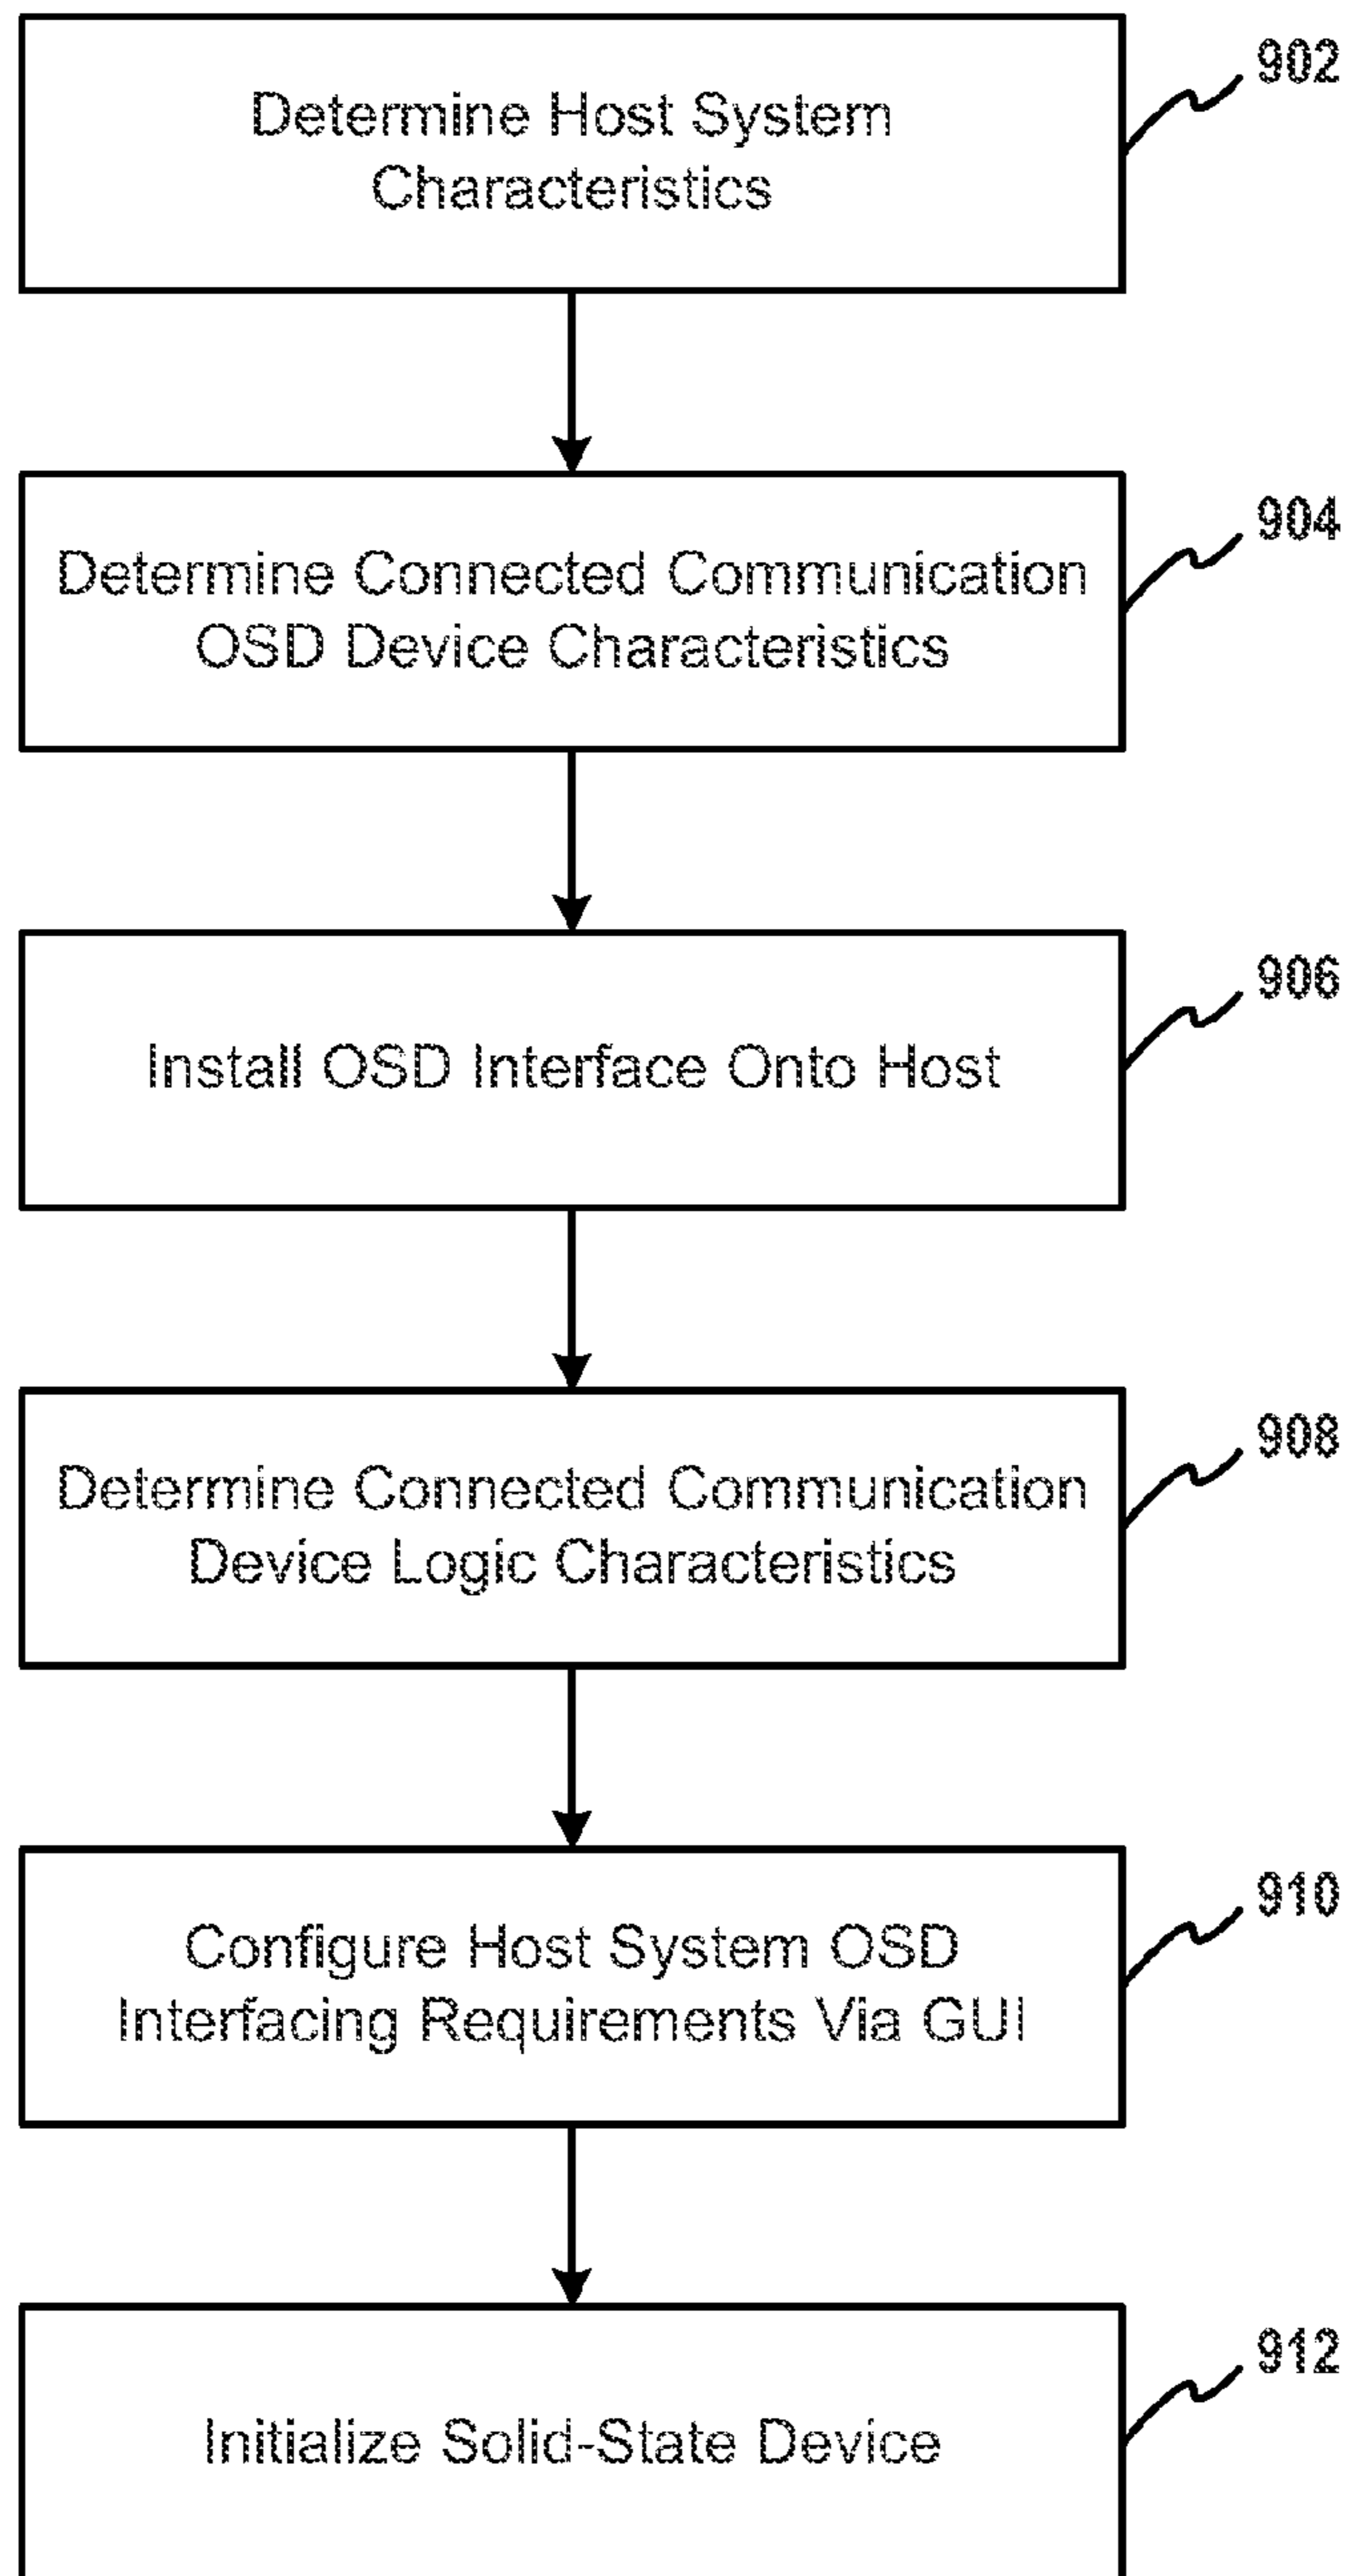 902
Determine Host System
Characteristics
904
Determine Connected Communication
OSD Device Characteristics
906
Install OSD Interface Onto Host
908
Determine Connected Communication
Device Logic Characteristics
910
Configure Host System OSD
Interfacing Requirements Via GUI
912
Initialize Solid-State Device